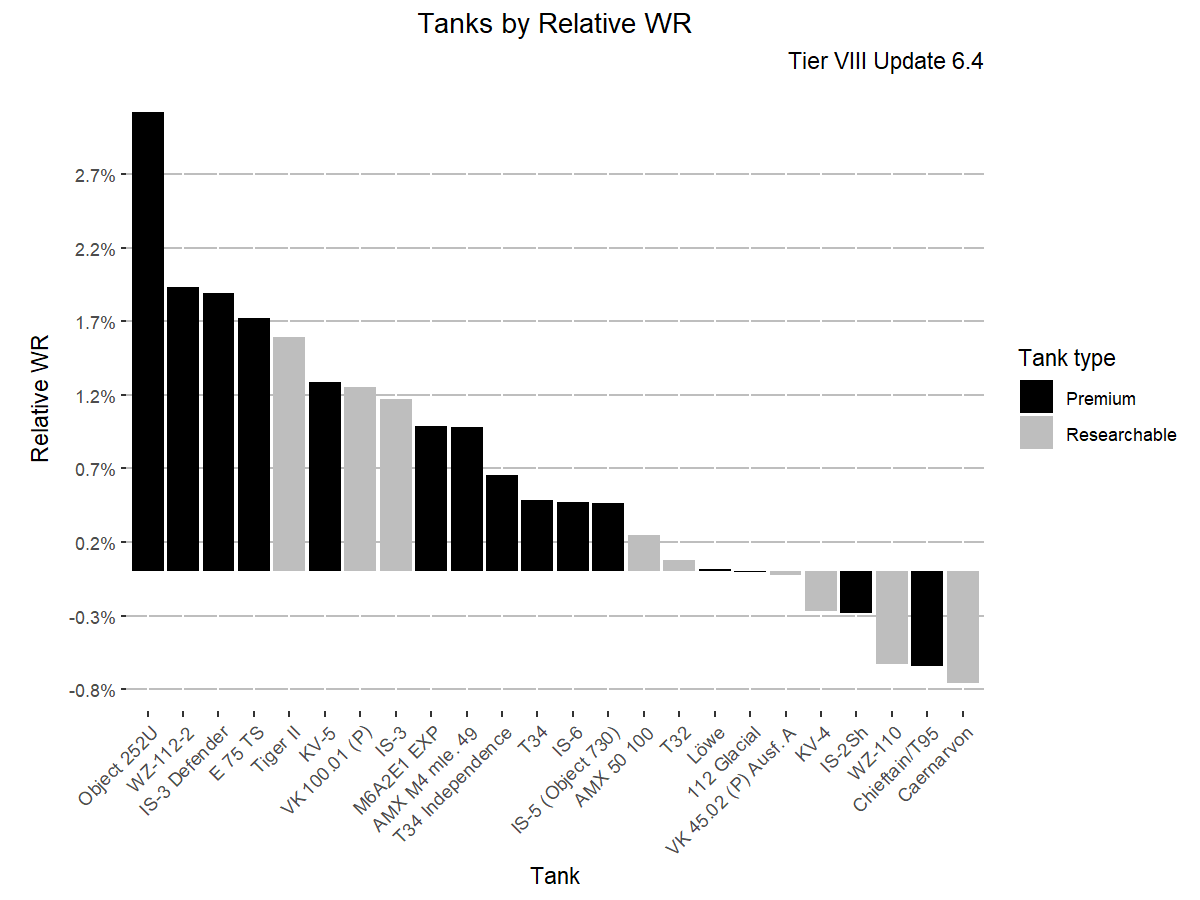 Tanks by Relative WR
Tier VIII Update 6.4
2.7%
2.2%
1.7%
1.2%
0.7%
0.2%
-0.3%
-0.8%
Relative WR
Object 252U
WZ-112-2
IS-3 Defender
E 75 TS
Tiger II
KV-5
VK 100.01 (P)
IS-3
M6A2E1 EXP
AMX M4 mle. 49
T34 Independence
T34
IS-6
IS-5 (Object 730)
AMX 50 100
T32
Löwe
112 Glacial
VK 45.02 (P) Ausf. A
KV-4
IS-2Sh
WZ-110
Chieftain/T95
Caernarvon
Tank
Tank type
Premium
Researchable